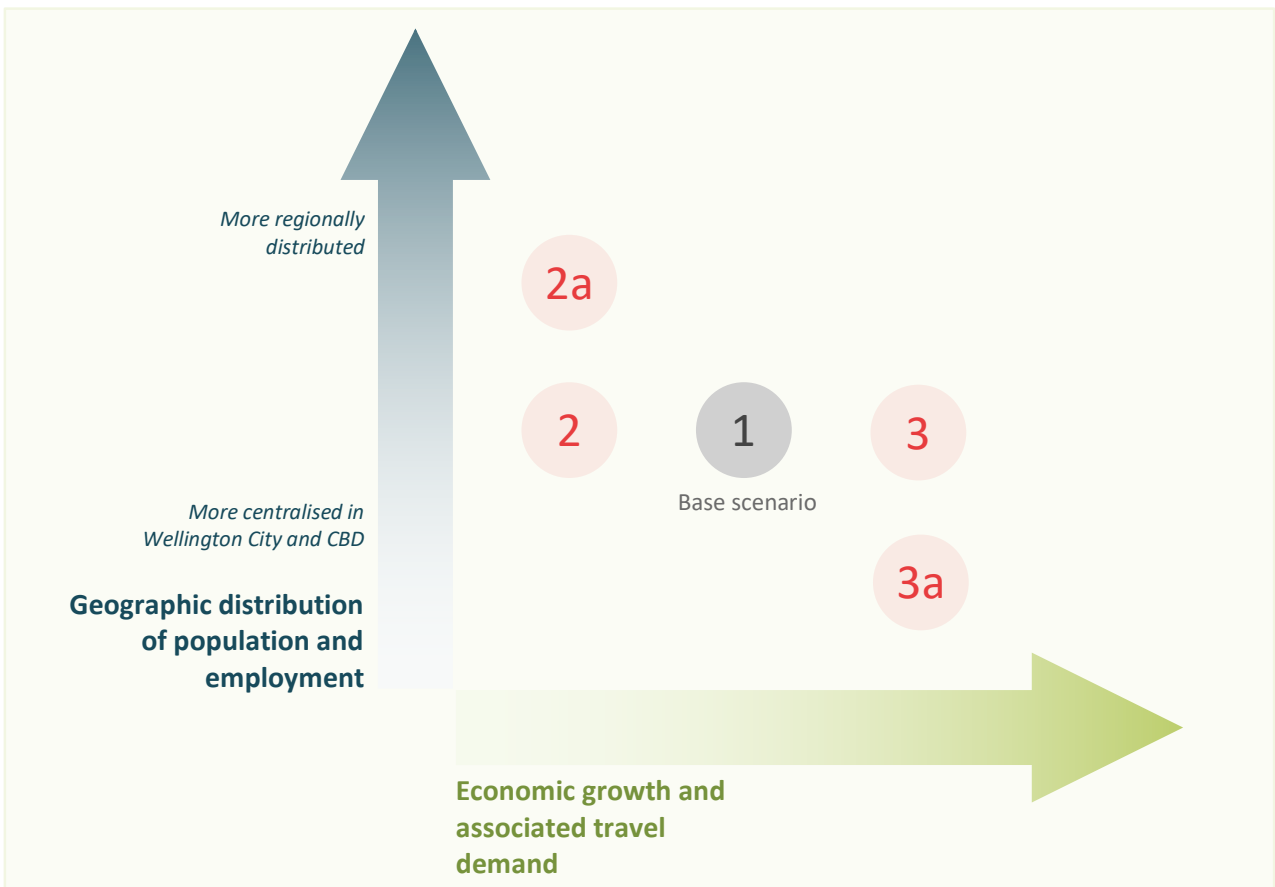 More regionally
distributed
2a
2
1
3
Base scenario
More centralised in
Wellington City and CBD
3a
Geographic distribution
of population and
employment
Economic growth and
associated travel
demand